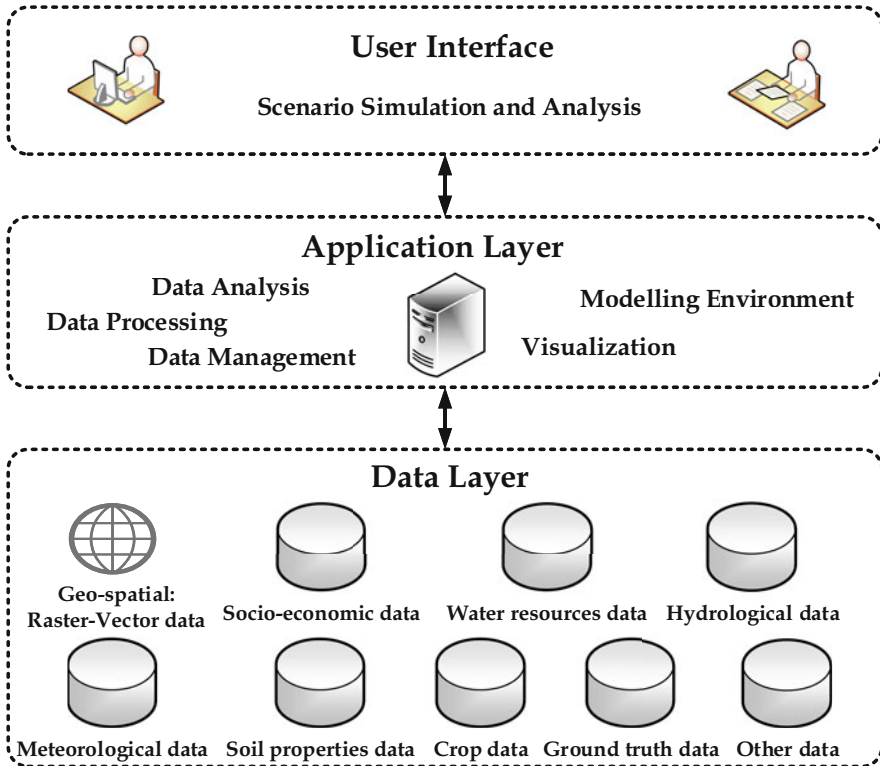 User Interface
Scenario Simulation and Analysis
Application Layer
Data Analysis
Modelling Environment
Data Processing
Data Management
Visualization
Data Layer
Geo-spatial:
Raster-Vector data
Socio-economic data
Water resources data
Hydrological data
Meteorological data
Soil properties data
Crop data
Ground truth data
Other data